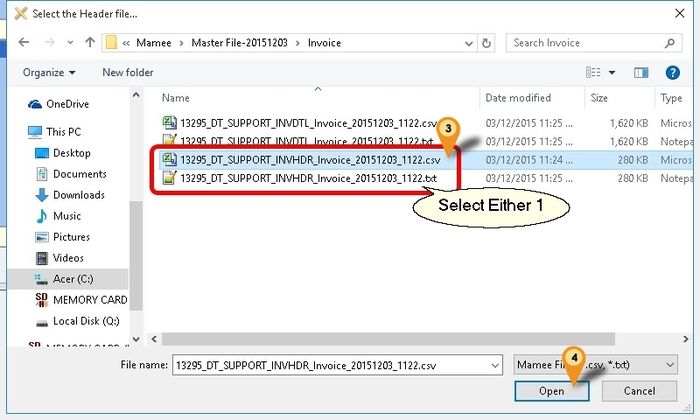 Select the Header file...
« Mamee › Master File-20151203 › Invoice
Search Invoice
Organize
New folder
Name
Date modified
Size
Type
OneDrive
This PC
Desktop
Documents
Downloads
Music
Pictures
Videos
Acer (C:)
MEMORY CARD
Local Disk (Q:)
13295_DT_SUPPORT_INVDTL_Invoice_20151203_1122.csv 03/12/2015 11:25 ... 1,620 KB Micros
13295_DT_SUPPORT_INVDTL_Invoice_20151203_1122.txt 03/12/2015 11:25 ... 1,620 KB Notepa
13295_DT_SUPPORT_INVHDR_Invoice_20151203_1122.csv 03/12/2015 11:24 ... 280 KB Micros
13295_DT_SUPPORT_INVHDR_Invoice_20151203_1122.txt 03/12/2015 11:25 ... 280 KB Notepa
3
Select Either 1
File name: 13295_DT_SUPPORT_INVHDR_Invoice_20151203_1122.csv
Mamee Fi .csv, *.txt)
4
Open
Cancel